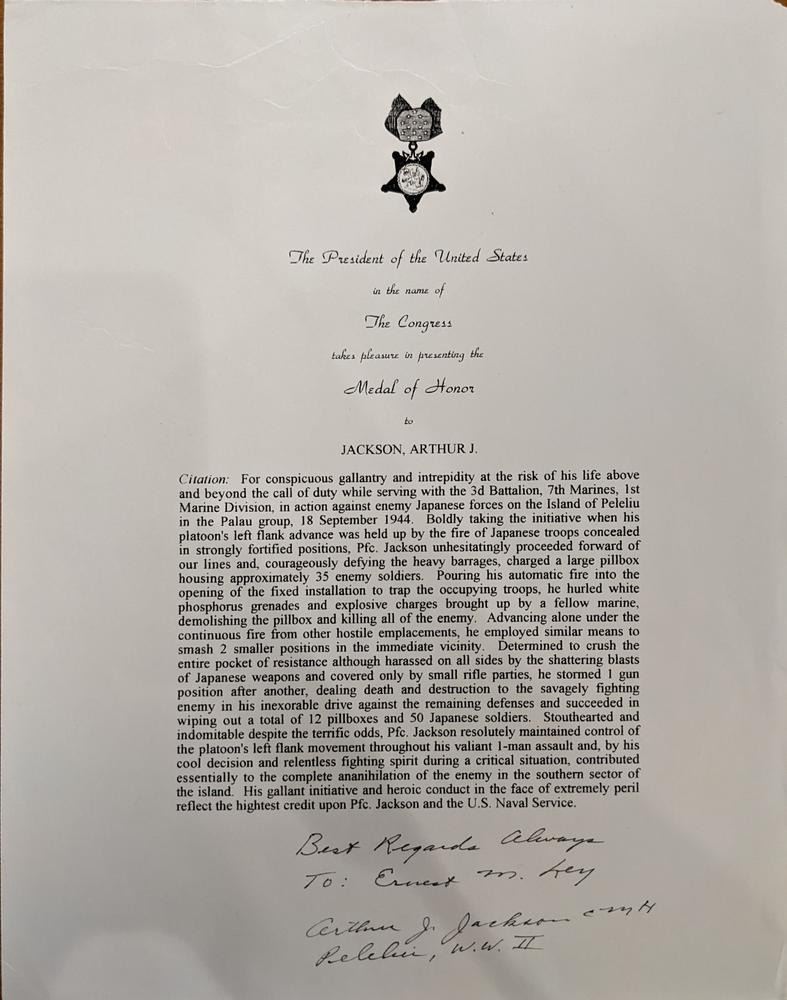 The President of the United States
in the name of
The Congress
takes pleasure in presenting the
Medal of Honor
to
JACKSON, ARTHUR J.
Citation: For conspicuous gallantry and intrepidity at the risk of his life above
and beyond the call of duty while serving with the 3d Battalion, 7th Marines, 1st
Marine Division, in action against enemy Japanese forces on the Island of Peleliu
in the Palau group, 18 September 1944. Boldly taking the initiative when his
platoon's left flank advance was held up by the fire of Japanese troops concealed
in strongly fortified positions, Pfc. Jackson unhesitatingly proceeded forward of
our lines and, courageously defying the heavy barrages, charged a large pillbox
housing approximately 35 enemy soldiers. Pouring his automatic fire into the
opening of the fixed installation to trap the occupying troops, he hurled white
phosphorus grenades and explosive charges brought up by a fellow marine,
demolishing the pillbox and killing all of the enemy. Advancing alone under the
continuous fire from other hostile emplacements, he employed similar means to
smash 2 smaller positions in the immediate vicinity. Determined to crush the
entire pocket of resistance although harassed on all sides by the shattering blasts
of Japanese weapons and covered only by small rifle parties, he stormed 1 gun
position after another, dealing death and destruction to the savagely fighting
enemy in his inexorable drive against the remaining defenses and succeeded in
wiping out a total of 12 pillboxes and 50 Japanese soldiers. Stouthearted and
indomitable despite the terrific odds, Pfc. Jackson resolutely maintained control of
the platoon's left flank movement throughout his valiant 1-man assault and, by his
cool decision and relentless fighting spirit during a critical situation, contributed
essentially to the complete ananihilation of the enemy in the southern sector of
the island. His gallant initiative and heroic conduct in the face of extremely peril
reflect the hightest credit upon Pfc. Jackson and the U.S. Naval Service.
Best Regards Always
To: Ernest M.
Arthur J. Jackson CMH
Peleliu, W.W. II